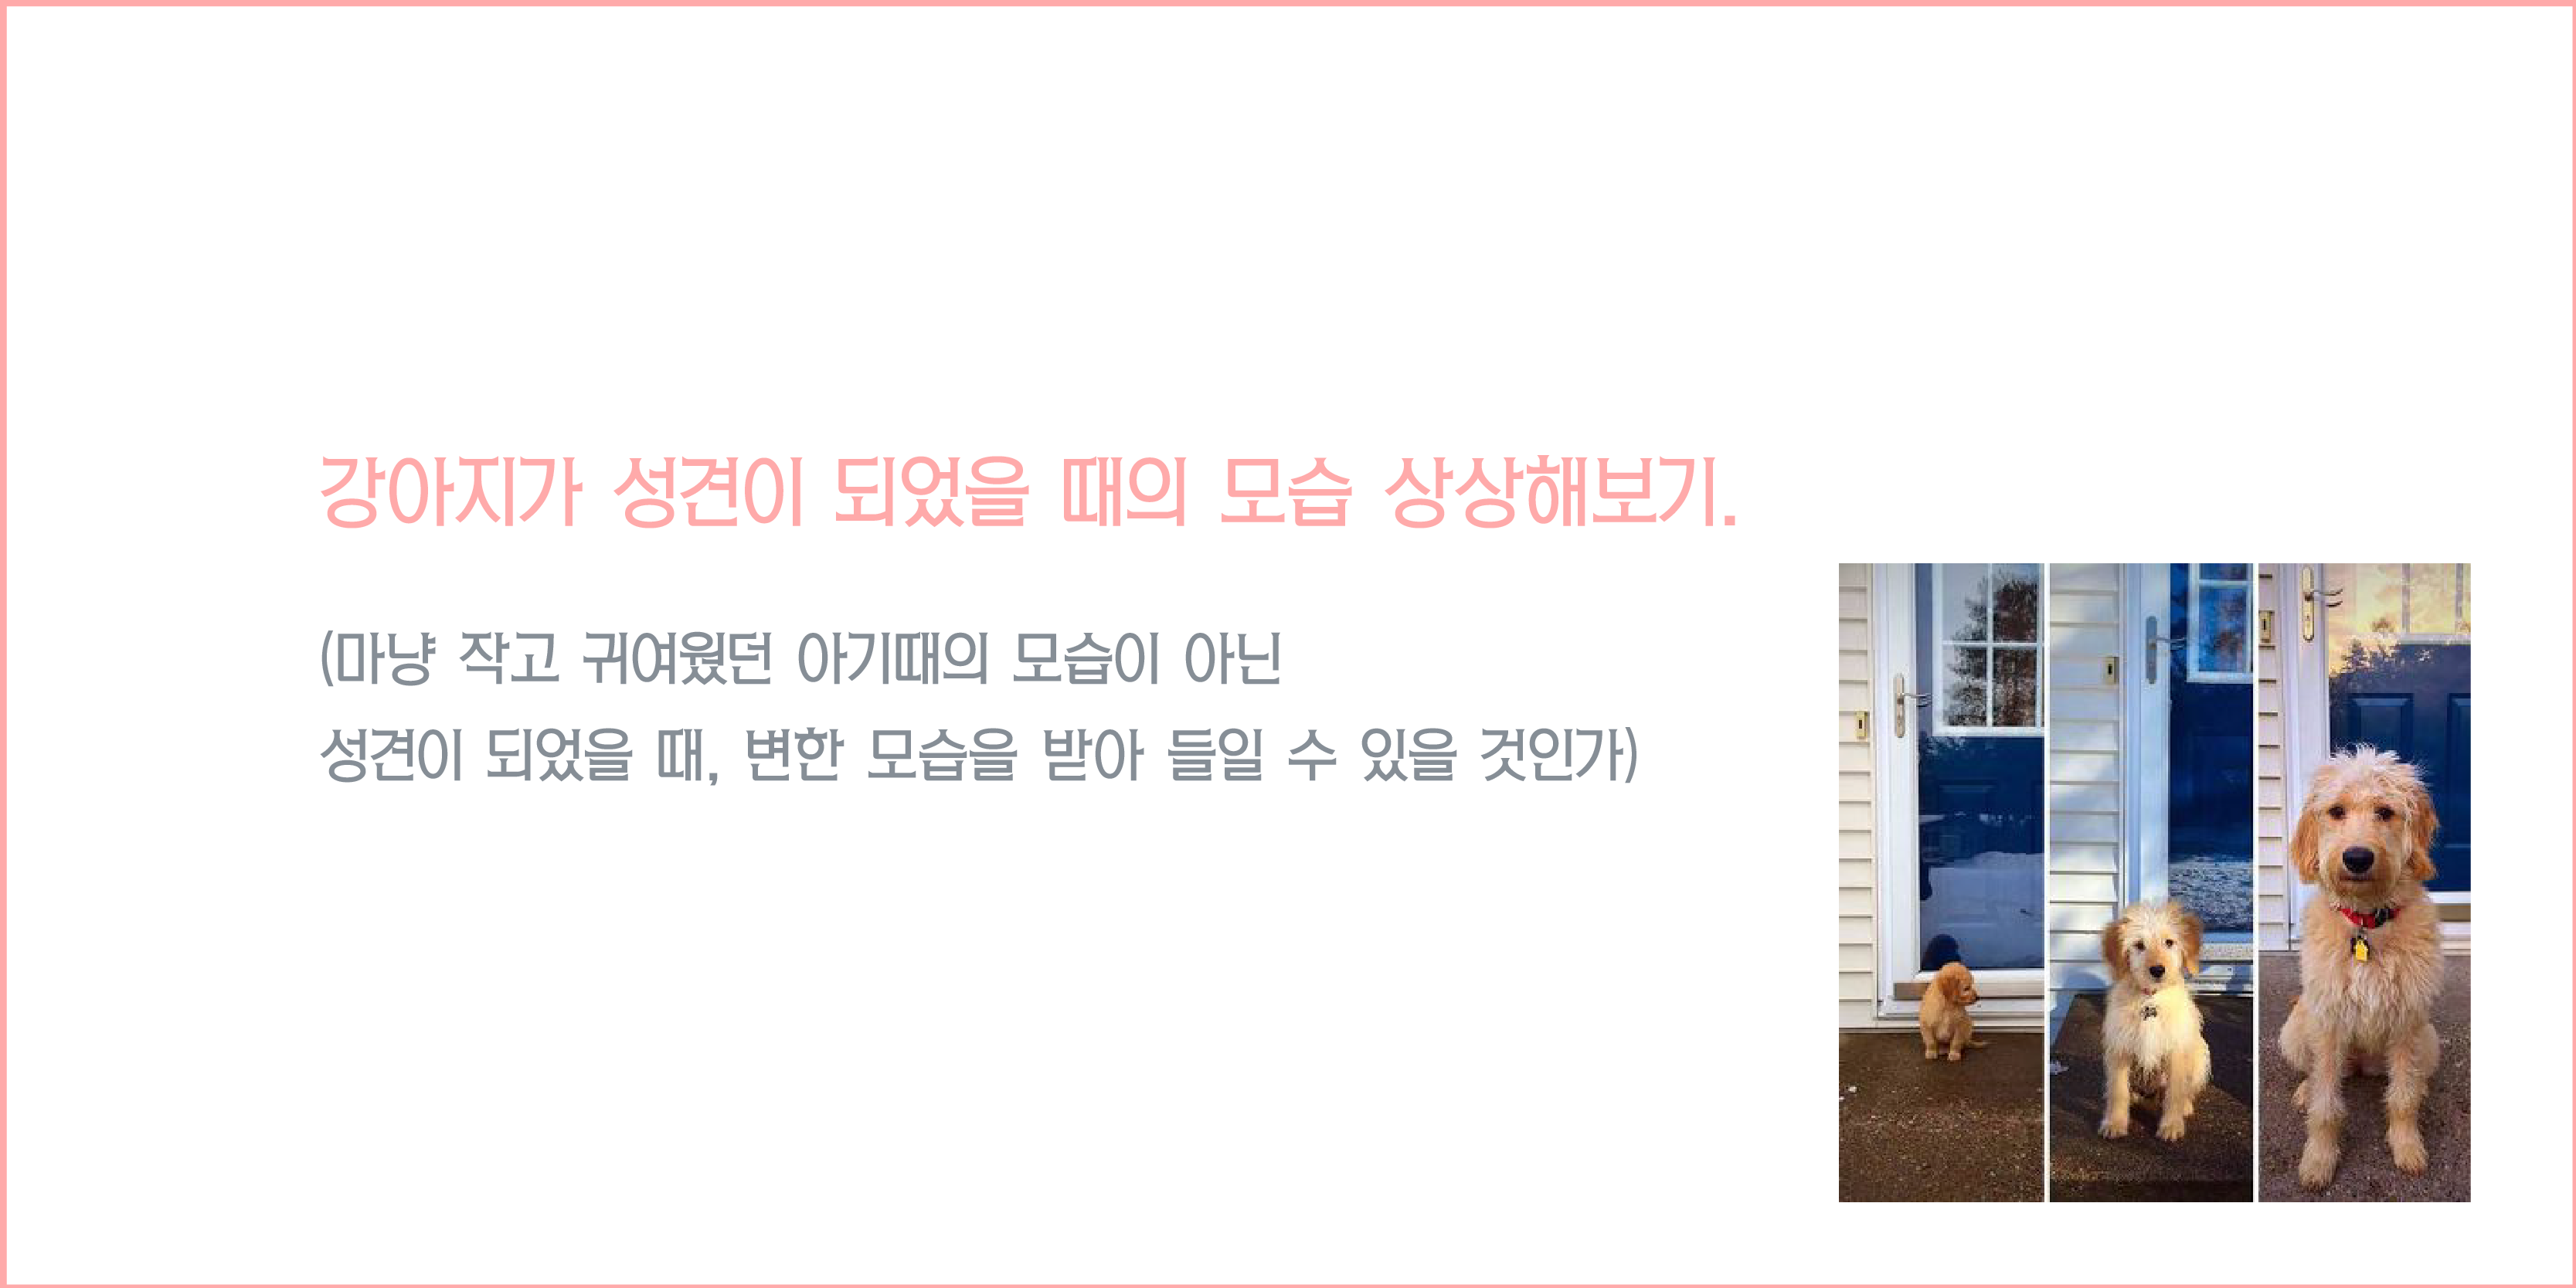 강아지가 성견이 되었을 때의 모습 상상해보기.
(마냥 작고 귀여웠던 아기때의 모습이 아닌
성견이 되었을 때, 변한 모습을 받아 들일 수 있을 것인가)